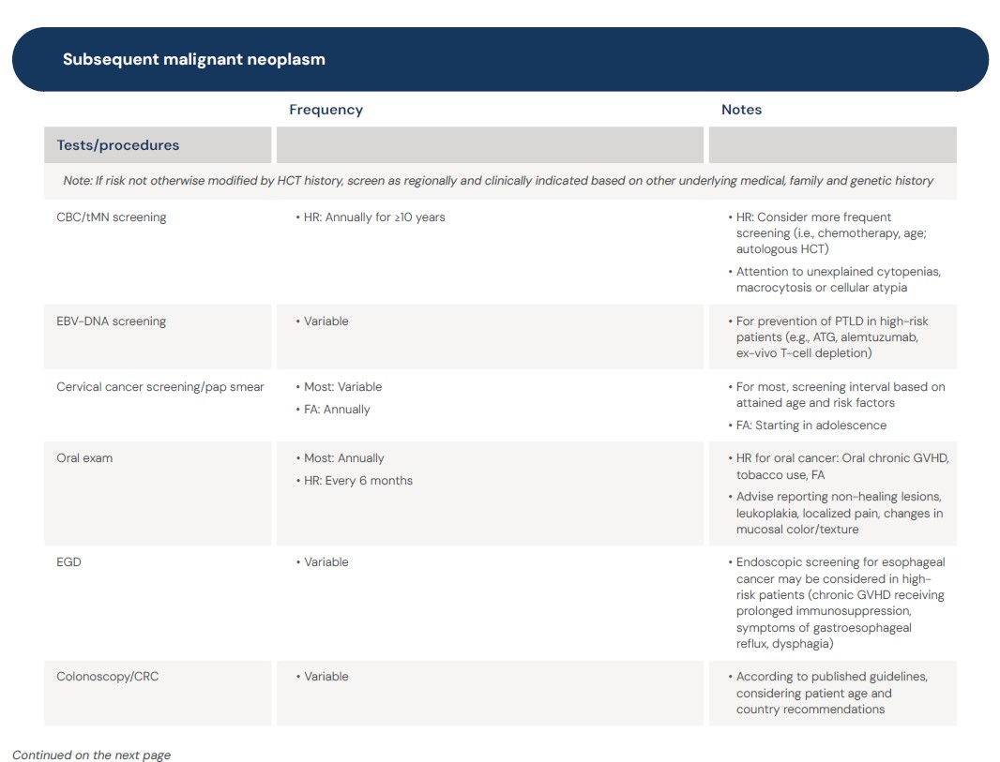 Subsequent malignant neoplasm
Frequency
Notes
Tests/procedures
Note: If risk not otherwise modified by HCT history, screen as regionally and clinically indicated based on other underlying medical, family and genetic history
CBC/tMN screening
• HR: Annually for ≥10 years
• HR: Consider more frequent
screening (i.e., chemotherapy, age;
autologous HCT)
• Attention to unexplained cytopenias,
macrocytosis or cellular atypia
EBV-DNA screening
• Variable
• For prevention of PTLD in high-risk
patients (e.g., ATG, alemtuzumab,
ex-vivo T-cell depletion)
Cervical cancer screening/pap smear
• Most: Variable
• FA: Annually
• For most, screening interval based on
attained age and risk factors
• FA: Starting in adolescence
Oral exam
• Most: Annually
• HR: Every 6 months
• HR for oral cancer: Oral chronic GVHD,
tobacco use, FA
• Advise reporting non-healing lesions,
leukoplakia, localized pain, changes in
mucosal color/texture
EGD
• Variable
• Endoscopic screening for esophageal
cancer may be considered in high-
risk patients (chronic GVHD receiving
prolonged immunosuppression,
symptoms of gastroesophageal
reflux, dysphagia)
Colonoscopy/CRC
• Variable
• According to published guidelines,
considering patient age and
country recommendations
Continued on the next page